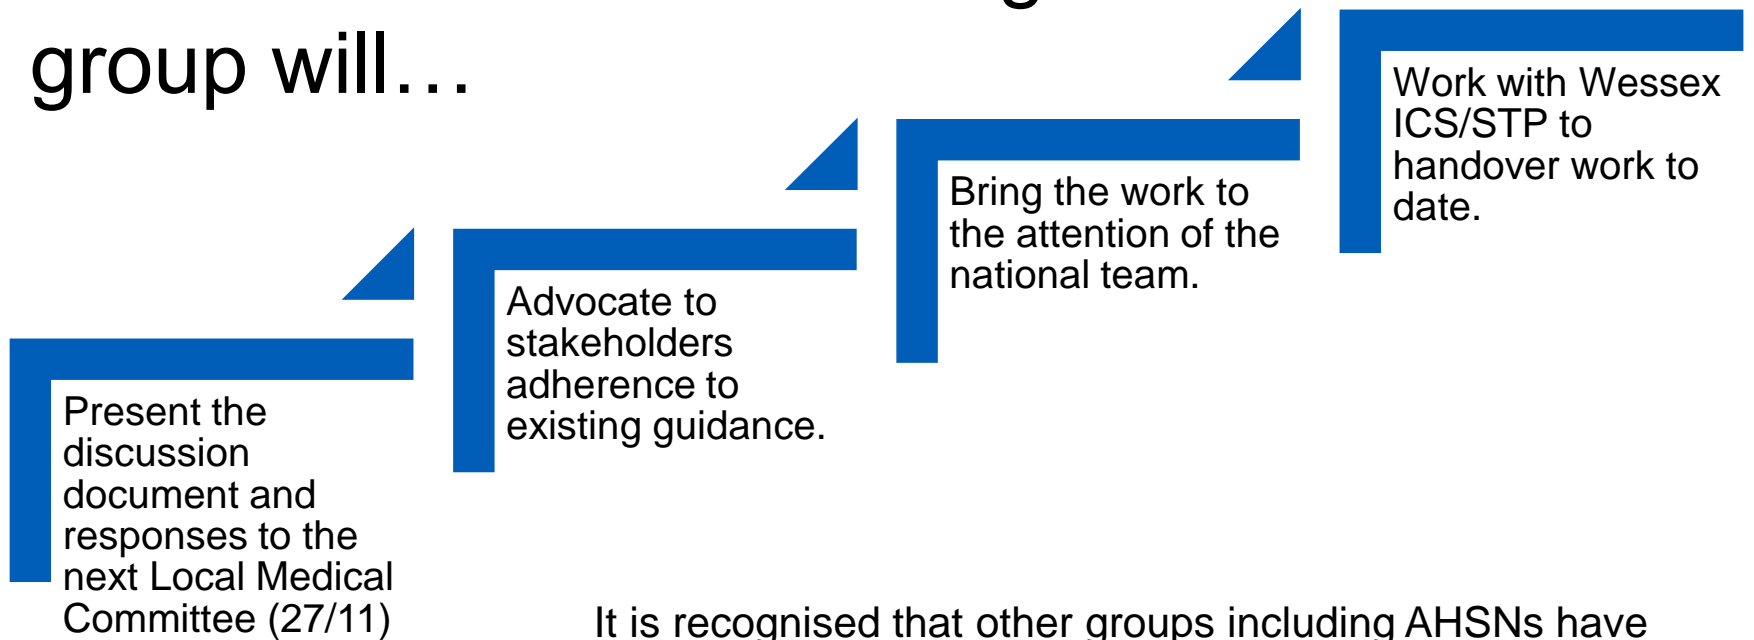 group will…
Present the
discussion
document and
responses to the
next Local Medical
Committee (27/11)
Advocate to
stakeholders
adherence to
existing guidance.
Bring the work to
the attention of the
national team.
Work with Wessex
ICS/STP to
handover work to
date.
It is recognised that other groups including AHSNs have